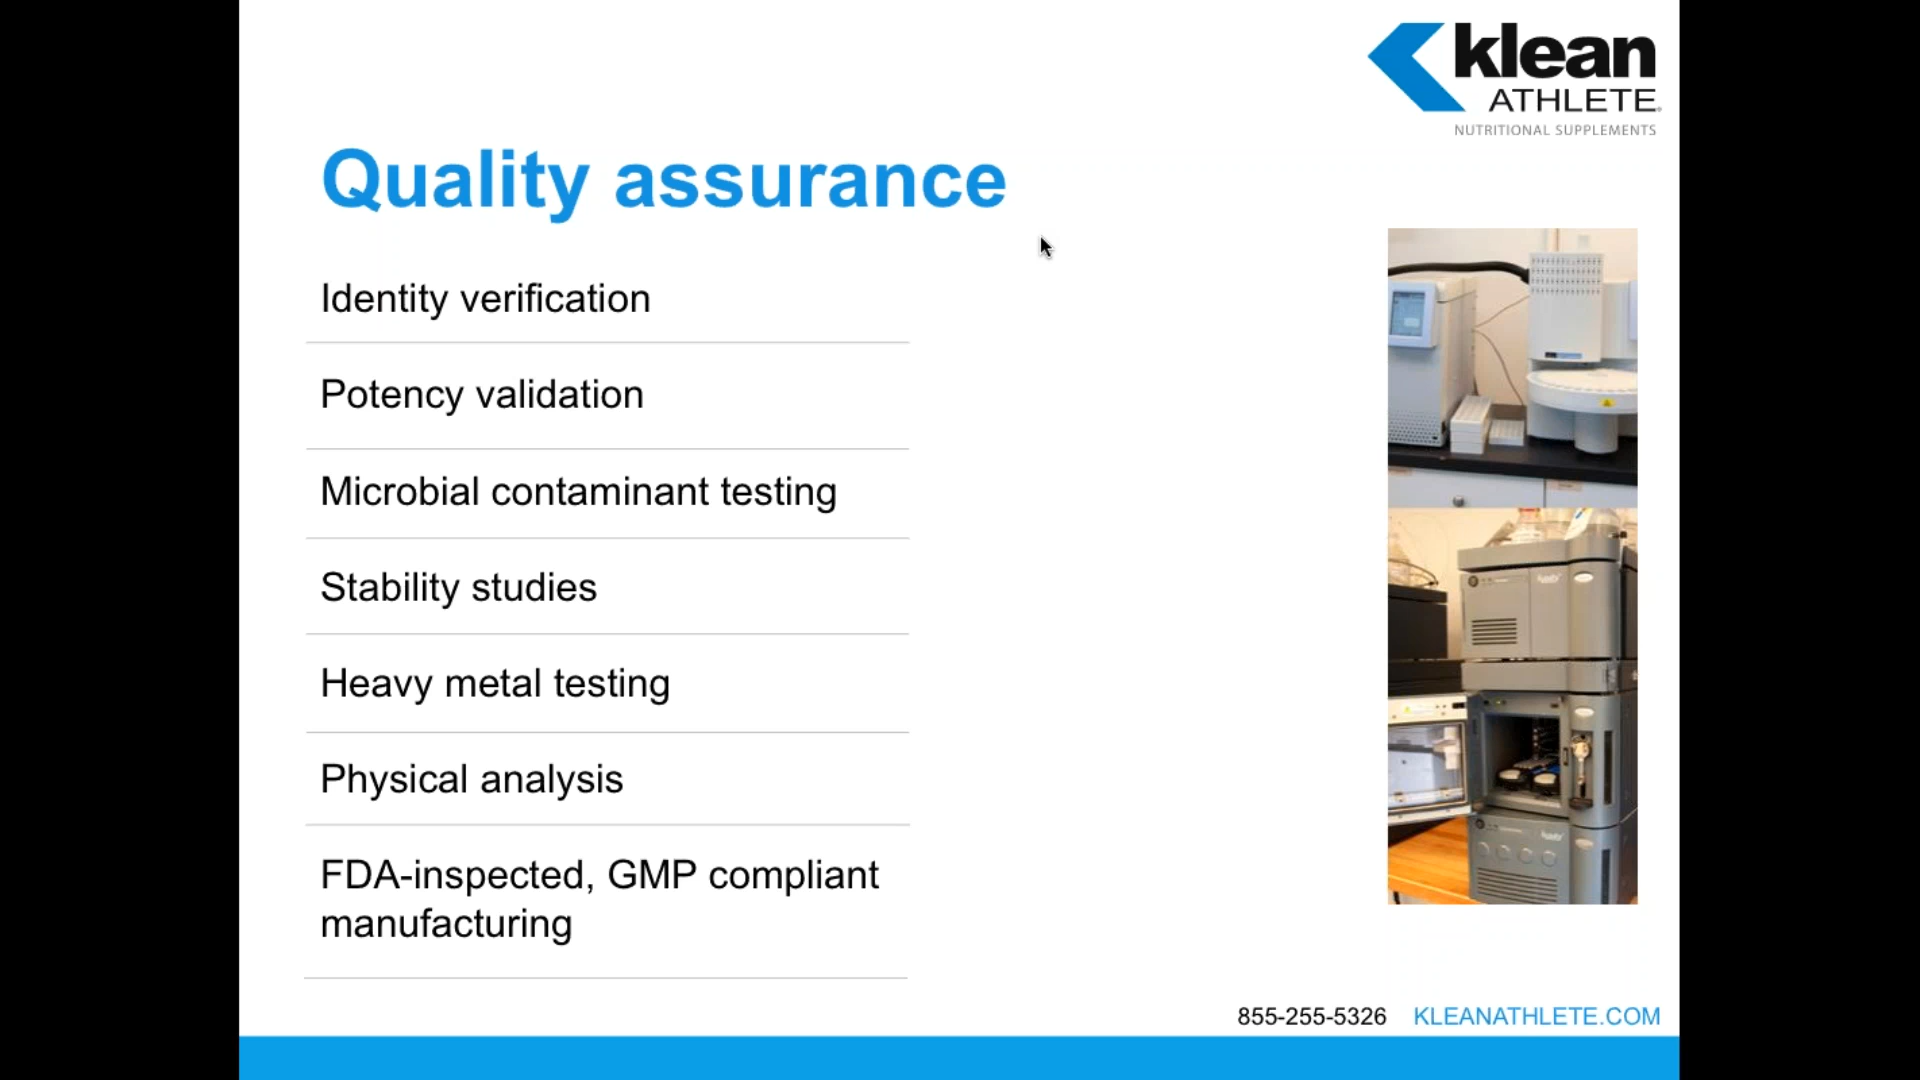 klean
ATHLETE
NUTRITIONAL SUPPLEMENTS
Quality assurance
Identity verification
Potency validation
Microbial contaminant testing
Stability studies
Heavy metal testing
Physical analysis
FDA-inspected, GMP compliant
manufacturing
855-255-5326 KLEANATHLETE.COM